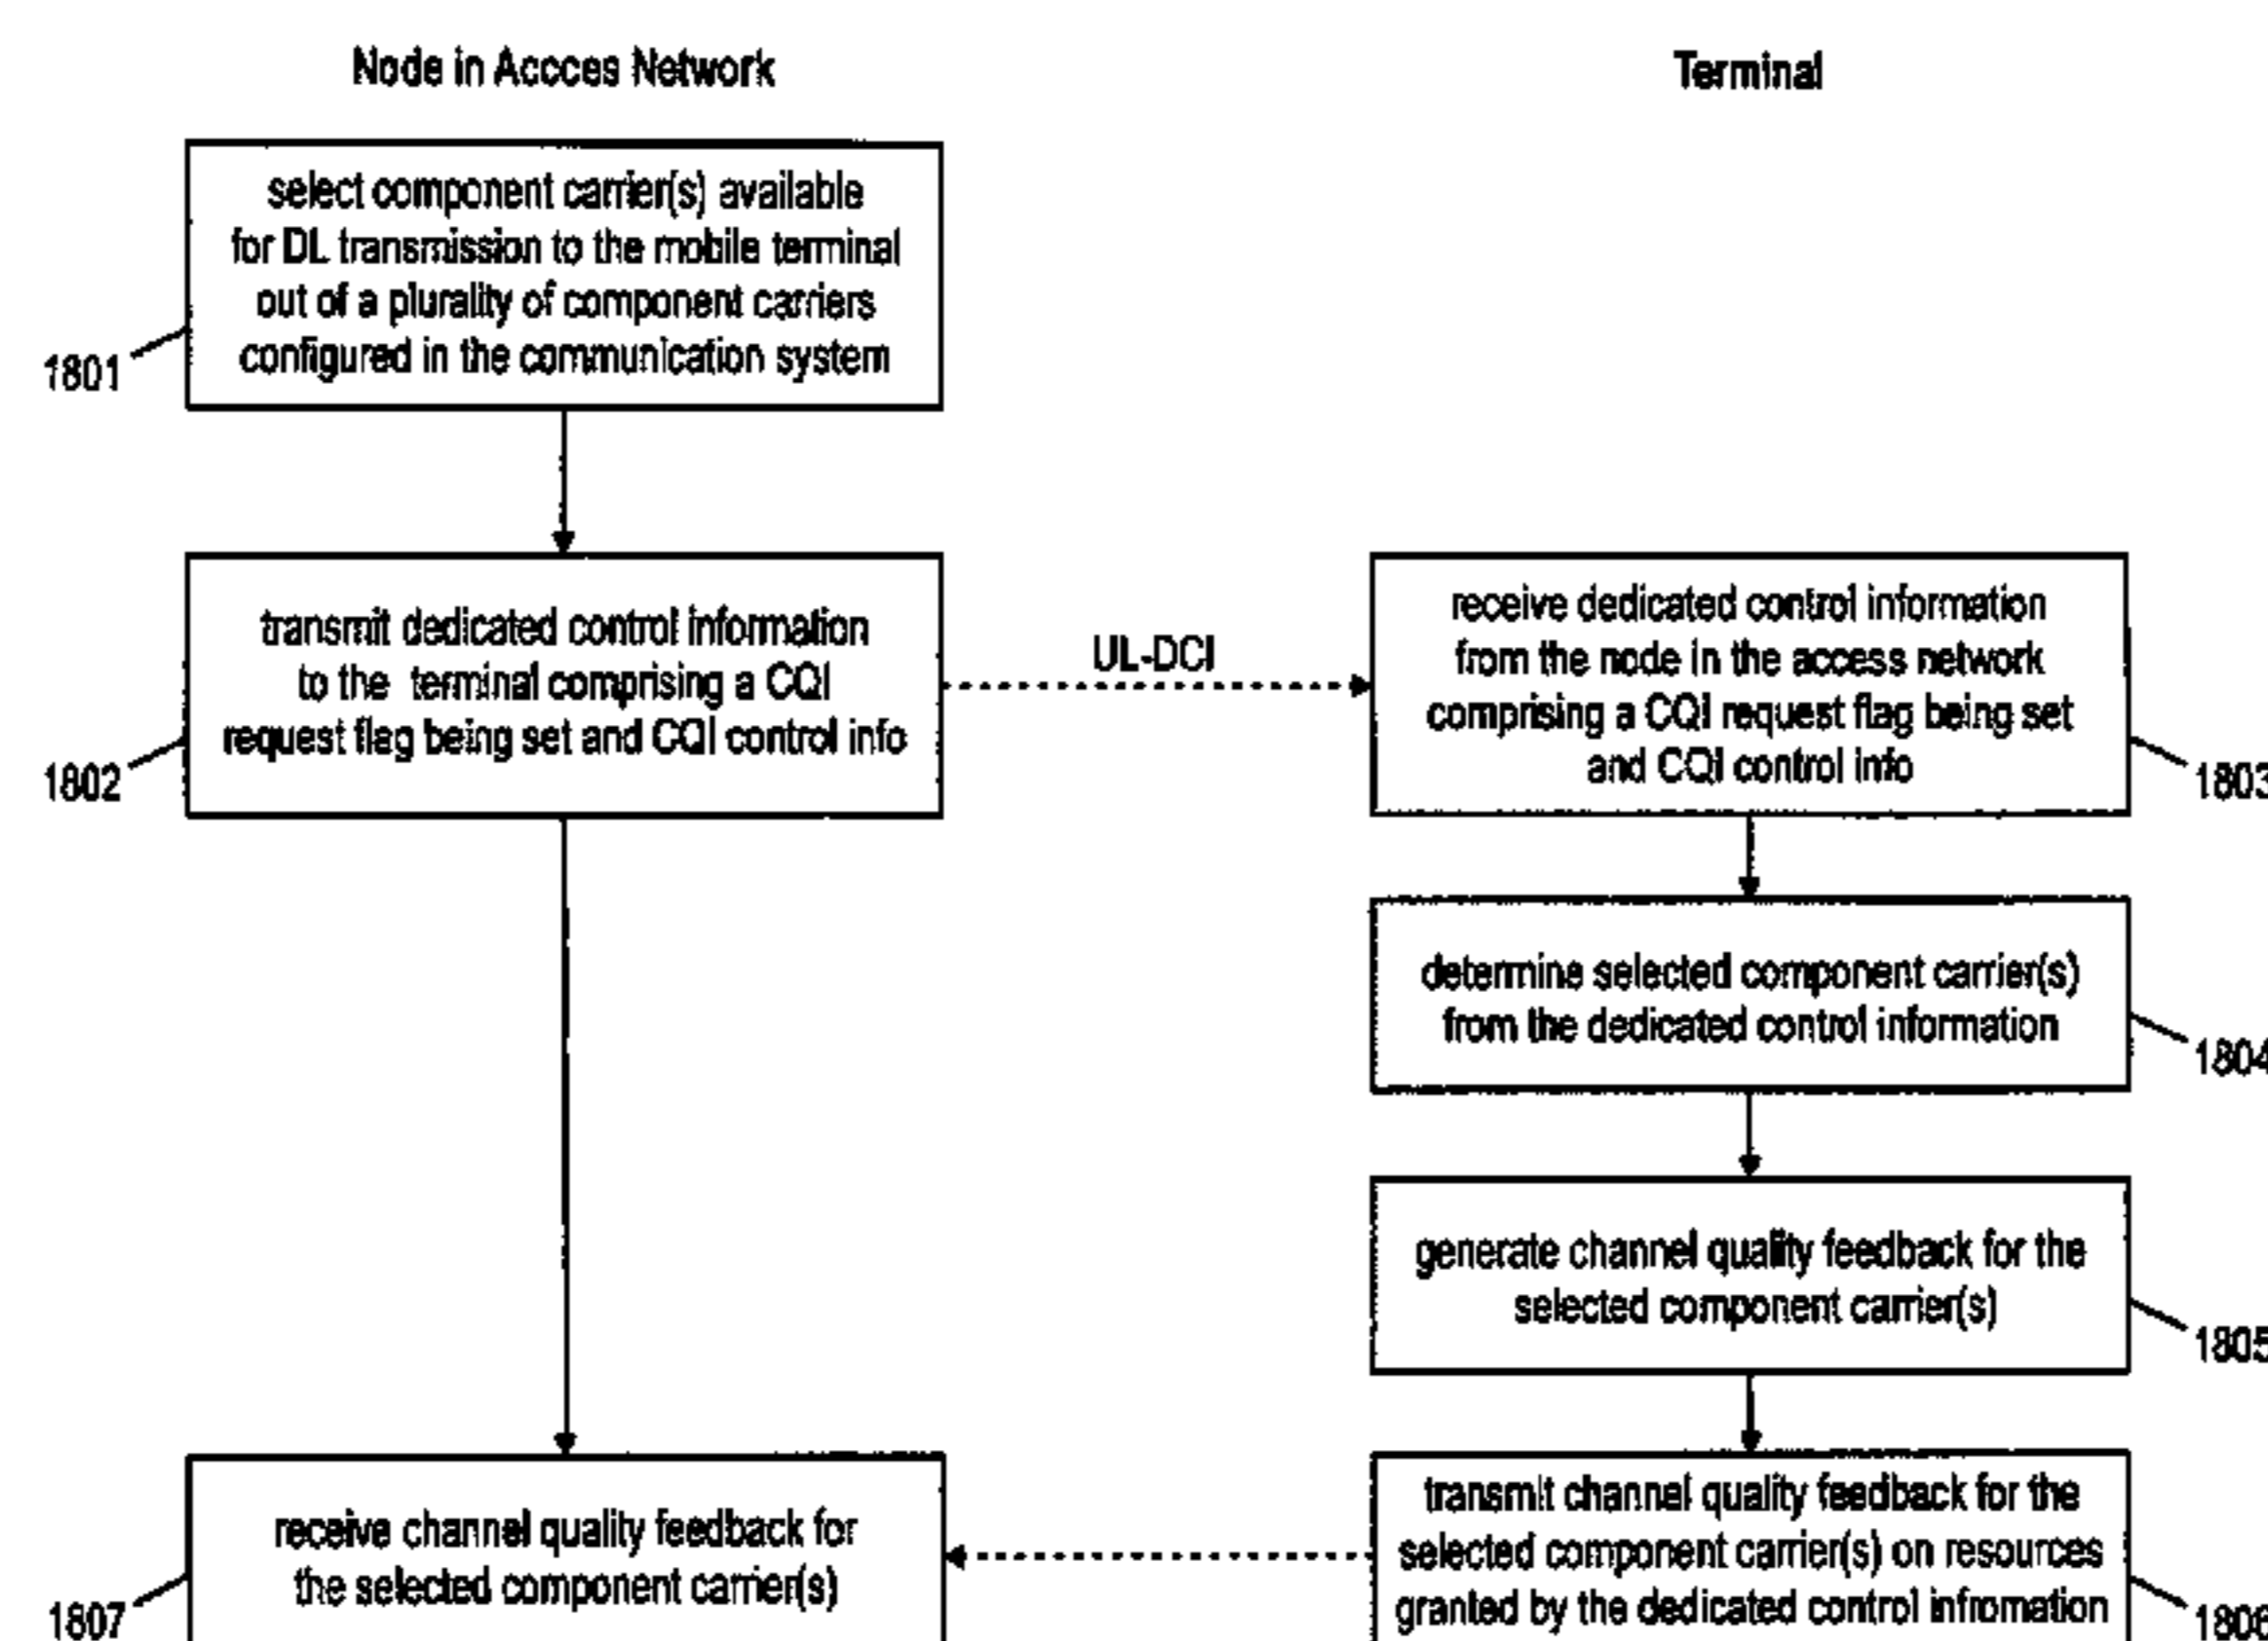 Node in Accces Network
Terminal
select component carrier(s) available
for DL transmission to the mobile terminal
out of a plurality of component carriers
configured in the communication system
1801
transmit dedicated control information
to the terminal comprising a CQI
request flag being set and CQI control info
1802
UL-DCI
receive dedicated control information
from the node in the access network
comprising a CQI request flag being set
and CQI control info
1803
determine selected component carrier(s)
from the dedicated control information
1804
generate channel quality feedback for the
selected component carrier(s)
1805
receive channel quality feedback for
the selected component carrier(s)
1807
transmit channel quality feedback for the
selected component carrier(s) on resources
granted by the dedicated control infromation
1806